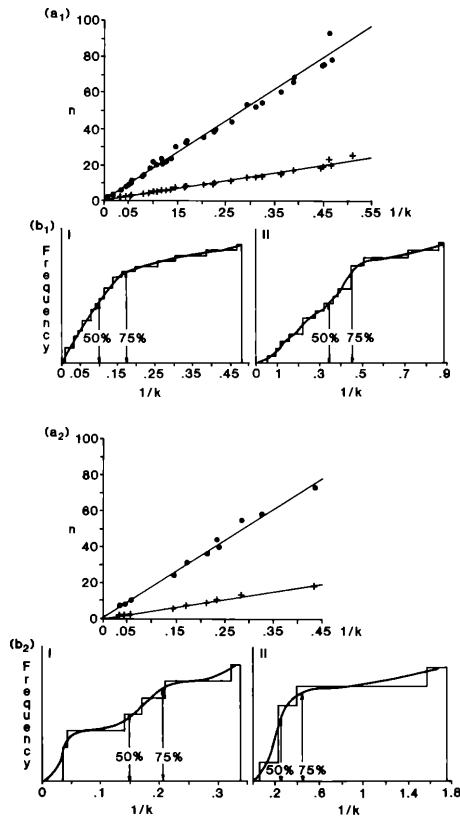 (a₁)
100
80
n 60
40
20
0 .05 .15 .25 .35 .45 1/k .55
(b₁) I II
Frequency
50% 75% 50% 75%
0 .05 .15 .25 .35 .45 0 .1 .3 .5 .7 .9
1/k 1/k
(a₂)
100
80
n 60
40
20
0
0 .05 .15 .25 .35 .45
1/k
(b₂) I II
Frequency
50% 75% 50% 75%
0 .1 .2 .3 0 .2 .6 1 1.4 1.8
1/k 1/k